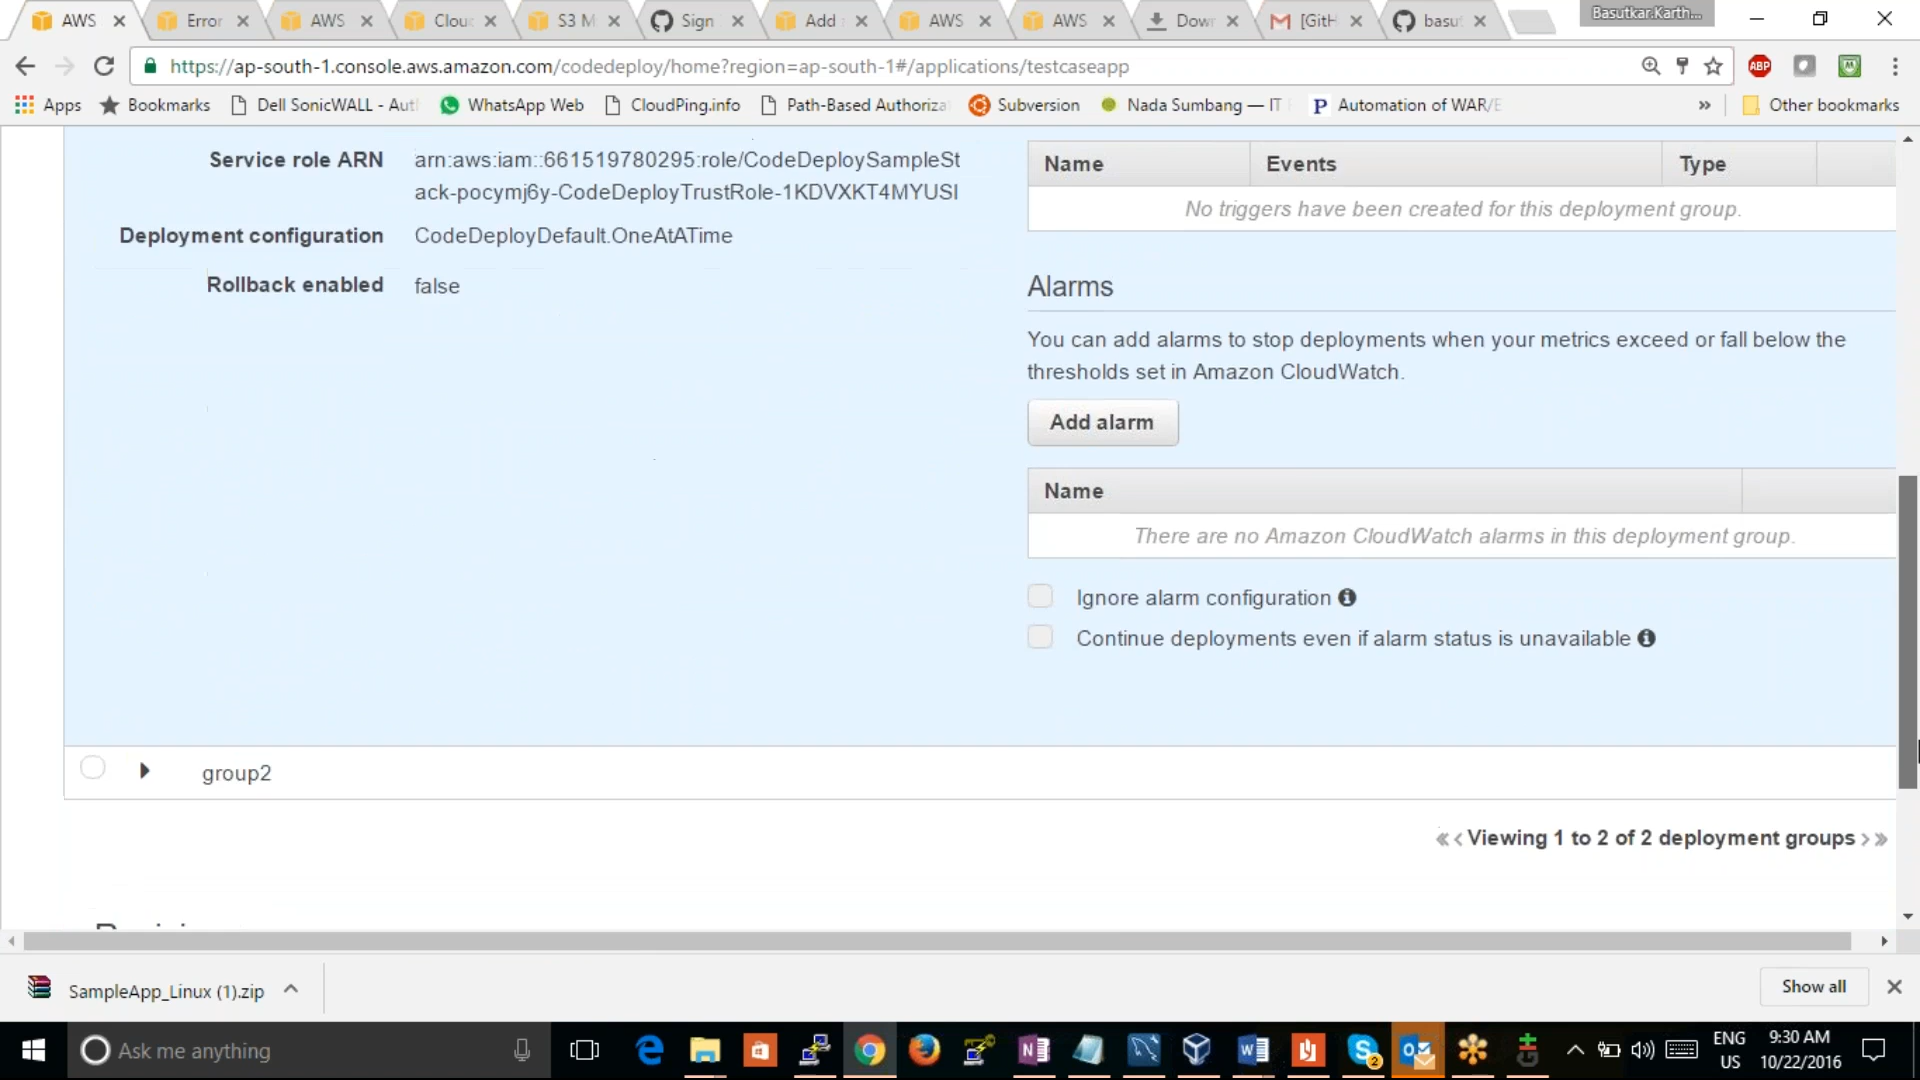 AWS
Error
AWS
Clou
S3 M
Sign
Add
AWS
AWS
Dow
[GitH
basut
Basutkar.Karth...
https://ap-south-1.console.aws.amazon.com/codedeploy/home?region=ap-south-1#/applications/testcaseapp
ABP
Apps
Bookmarks
Dell SonicWALL - Aut
WhatsApp Web
CloudPing.info
Path-Based Authoriza
Subversion
Nada Sumbang — IT
Automation of WAR/E
»
Other bookmarks
Service role ARN
arn:aws:iam::661519780295:role/CodeDeploySampleSt
ack-pocymj6y-CodeDeployTrustRole-1KDVXKT4MYUSI
Deployment configuration
CodeDeployDefault.OneAtATime
Rollback enabled
false
Name
Events
Type
No triggers have been created for this deployment group.
Alarms
You can add alarms to stop deployments when your metrics exceed or fall below the
thresholds set in Amazon CloudWatch.
Add alarm
Name
There are no Amazon CloudWatch alarms in this deployment group.
Ignore alarm configuration
Continue deployments even if alarm status is unavailable
group2
« < Viewing 1 to 2 of 2 deployment groups > »
SampleApp_Linux (1).zip
Show all
Ask me anything
2
ENG
US
9:30 AM
10/22/2016